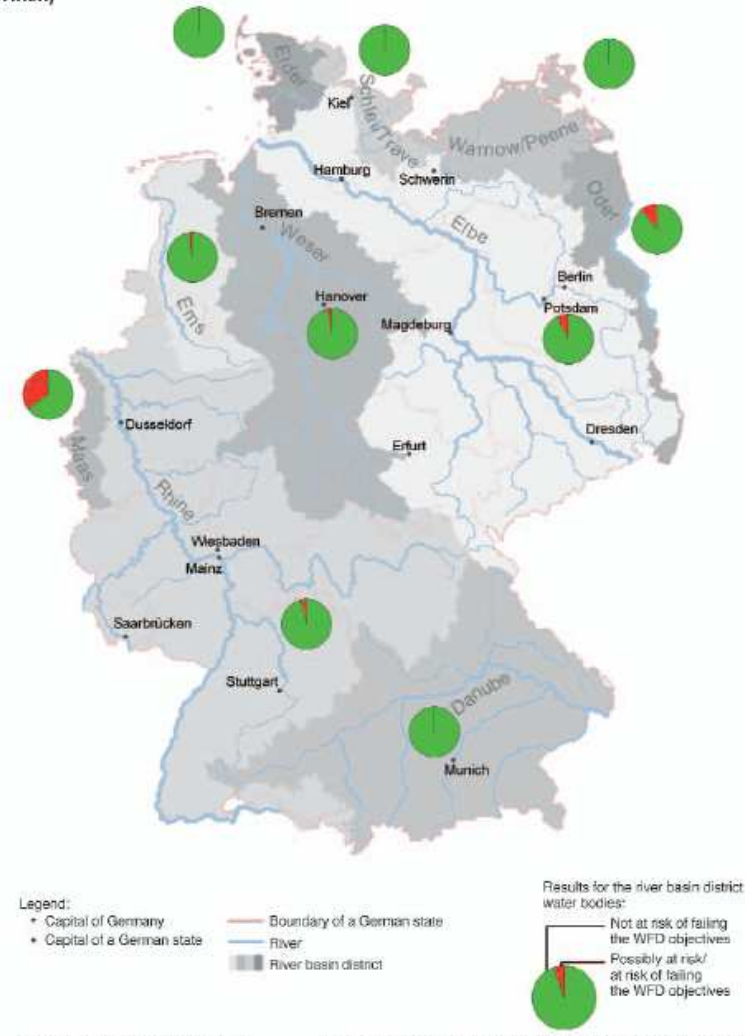 Kiel
Eider
Schlei/Trave
Warnow/Peene
Hamburg
Schwerin
Oder
Bremen
Weser
Elbe
Berlin
Ems
Hanover
Potsdam
Magdeburg
Dusseldorf
Maas
Erfurt
Dresden
Rhine
Wiesbaden
Mainz
Saarbrücken
Stuttgart
Danube
Munich
Legend:
Capital of Germany
Capital of a German state
Boundary of a German state
River
River basin district
Results for the river basin district
water bodies:
Not at risk of failing
the WFD objectives
Possibly at risk/
at risk of failing
the WFD objectives